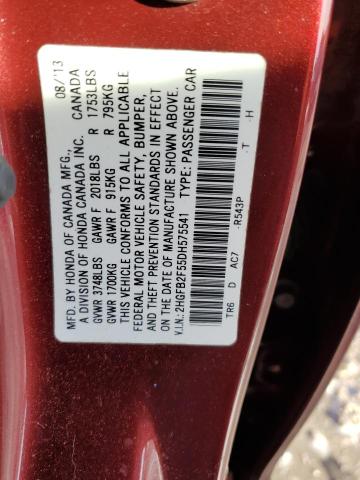 MFD. BY HONDA OF CANADA MFG., 08/'13
A DIVISION OF HONDA CANADA INC. CANADA
GVWR 3748LBS GAWR F 2018LBS R 1753LBS
GVWR 1700KG GAWR F 915KG R 795KG
THIS VEHICLE CONFORMS TO ALL APPLICABLE
FEDERAL MOTOR VEHICLE SAFETY, BUMPER,
AND THEFT PREVENTION STANDARDS IN EFFECT
ON THE DATE OF MANUFACTURE SHOWN ABOVE.
V.I.N.: 2HGFB2F55DH575541 TYPE: PASSENGER CAR
TR6 D AC7 -R543P -T -H